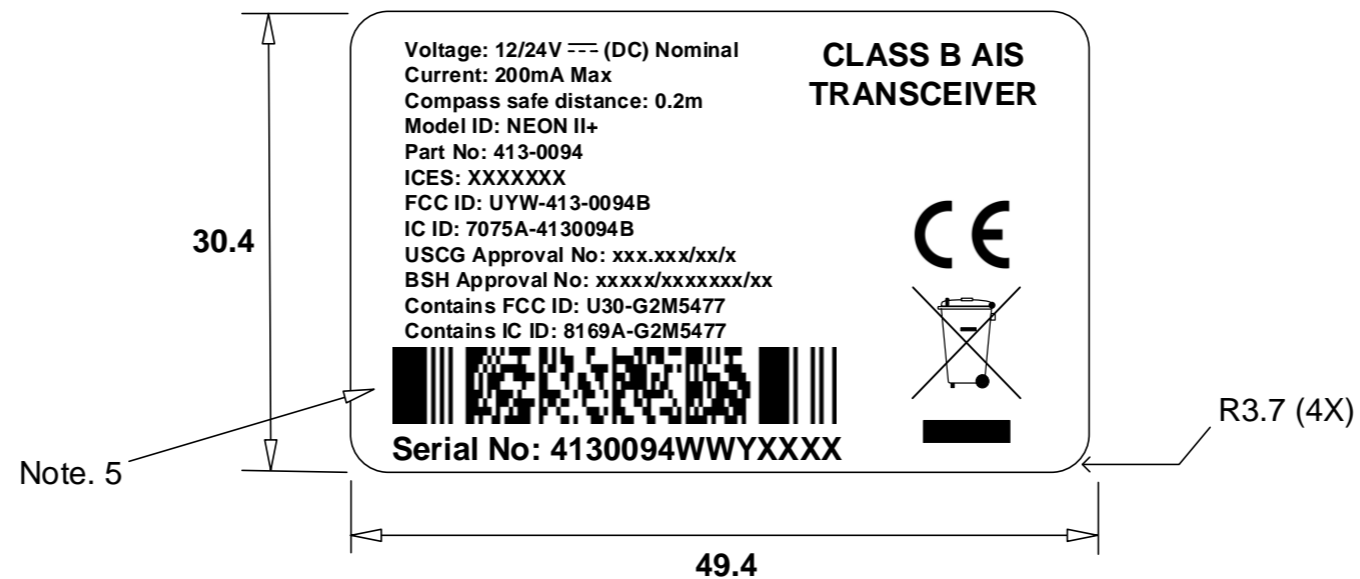 Voltage: 12/24V ⎓ (DC) Nominal
Current: 200mA Max
Compass safe distance: 0.2m
Model ID: NEON II+
Part No: 413-0094
ICES: XXXXXXX
FCC ID: UYW-413-0094B
IC ID: 7075A-4130094B
USCG Approval No: xxx.xxx/xx/x
BSH Approval No: xxxxx/xxxxxxx/xx
Contains FCC ID: U30-G2M5477
Contains IC ID: 8169A-G2M5477
Serial No: 4130094WWYXXXX
CLASS B AIS
TRANSCEIVER
CE
30.4
Note. 5
R3.7 (4X)
49.4